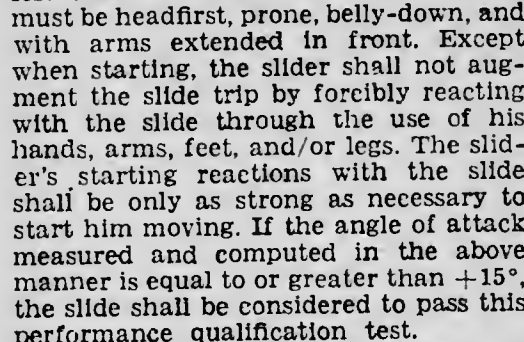 must be headfirst, prone, belly-down, and
with arms extended in front. Except
when starting, the slider shall not aug-
ment the slide trip by forcibly reacting
with the slide through the use of his
hands, arms, feet, and/or legs. The slid-
er's starting reactions with the slide
shall be only as strong as necessary to
start him moving. If the angle of attack
measured and computed in the above
manner is equal to or greater than +15°,
the slide shall be considered to pass this
performance qualification test.